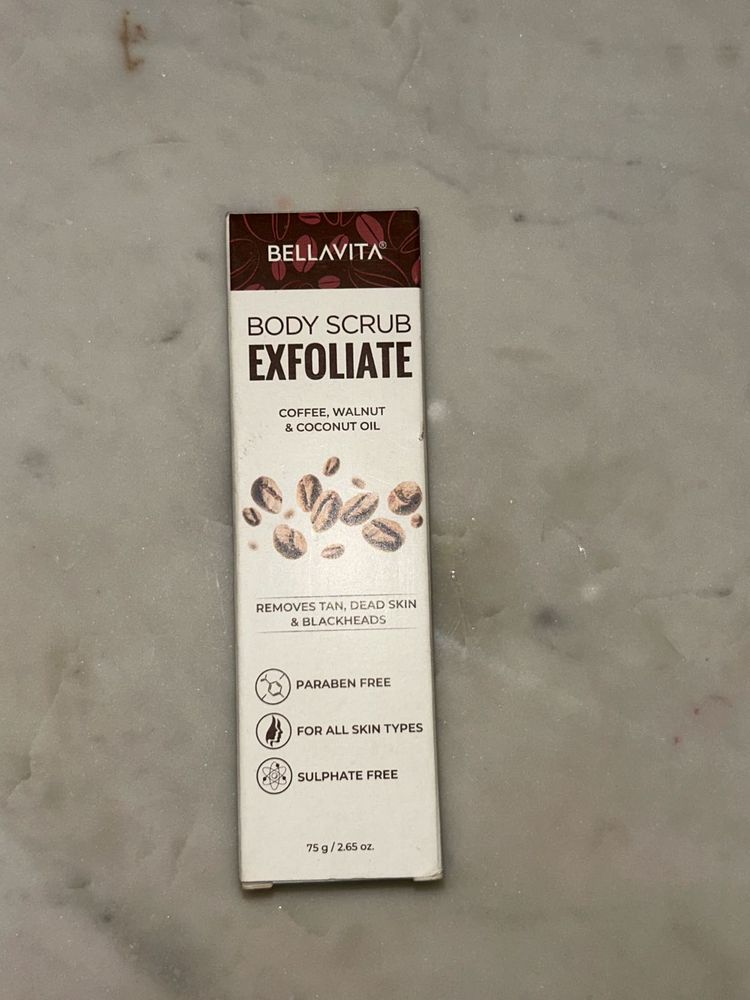 BELLAVITA®
BODY SCRUB
EXFOLIATE
COFFEE, WALNUT
& COCONUT OIL
REMOVES TAN, DEAD SKIN
& BLACKHEADS
PARABEN FREE
FOR ALL SKIN TYPES
SULPHATE FREE
75 g / 2.65 oz.